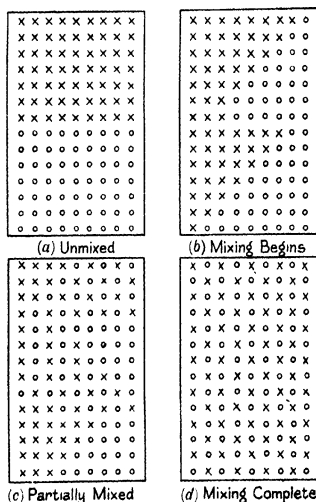 (a) Unmixed
(b) Mixing Begins
(c) Partially Mixed
(d) Mixing Complete